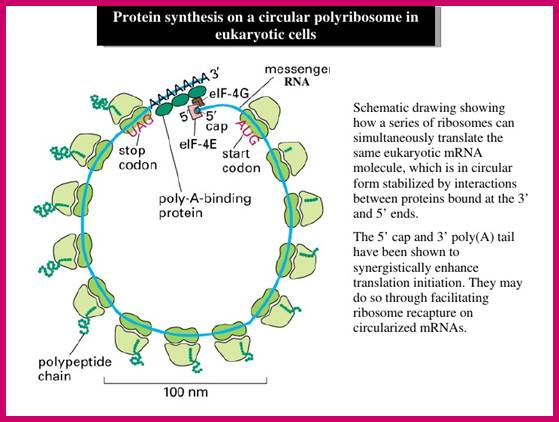 Protein synthesis on a circular polyribosome in
eukaryotic cells
AAAAAAA 3'
messenger
RNA
eIF-4G
5' 5'
cap
eIF-4E
UAG
AUG
stop
codon
start
codon
poly-A-binding
protein
polypeptide
chain
100 nm
Schematic drawing showing
how a series of ribosomes can
simultaneously translate the
same eukaryotic mRNA
molecule, which is in circular
form stabilized by interactions
between proteins bound at the 3’
and 5’ ends.
The 5’ cap and 3’ poly(A) tail
have been shown to
synergistically enhance
translation initiation. They may
do so through facilitating
ribosome recapture on
circularized mRNAs.